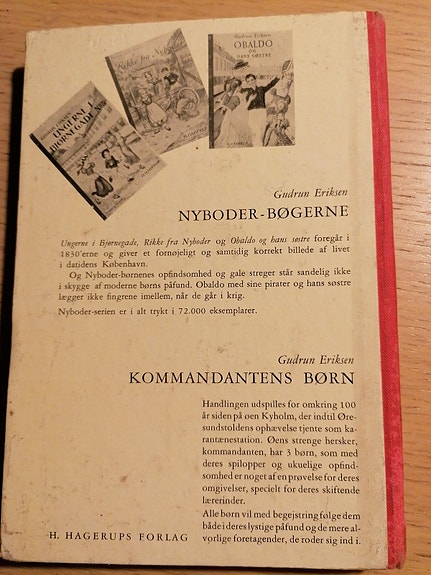 UNGERNE I
BJØRNEGADE
Rikke fra Nyboder
Gudrun Eriksen
OBALDO
OG
HANS SØSTRE
Gudrun Eriksen
NYBODER-BØGERNE
Ungerne i Bjørnegade, Rikke fra Nyboder og Obaldo og hans søstre foregår i
1830'erne og giver et fornøjeligt og samtidig korrekt billede af livet
i datidens København.
Og Nyboder-børnenes opfindsomhed og gale streger står sandelig ikke
i skygge af moderne børns påfund. Obaldo med sine pirater og hans søstre
lægger ikke fingrene imellem, når de går i krig.
Nyboder-serien er i alt trykt i 72.000 eksemplarer.
Gudrun Eriksen
KOMMANDANTENS BØRN
Handlingen udspilles for omkring 100
år siden på øen Kyholm, der indtil Øre-
sundstoldens ophævelse tjente som ka-
rantænestation. Øens strenge hersker,
kommandanten, har 3 børn, som med
deres spilopper og ukuelige opfind-
somhed er noget af en prøvelse for deres
omgivelser, specielt for deres skiftende
lærerinder.
Alle børn vil med begejstring følge dem
både i deres lystige påfund og de mere al-
vorlige foretagender, de roder sig ind i.
H. HAGERUPS FORLAG